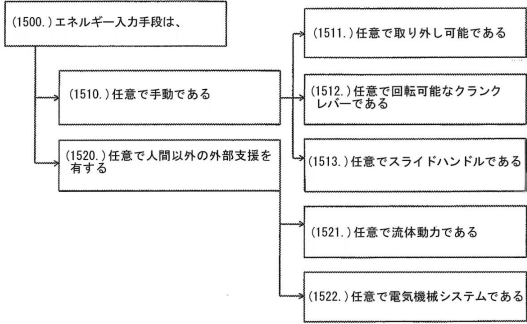 (1500.)エネルギー入力手段は、
(1510.)任意で手動である
(1520.)任意で人間以外の外部支援を
有する
(1511.)任意で取り外し可能である
(1512.)任意で回転可能なクランク
レバーである
(1513.)任意でスライドハンドルである
(1521.)任意で流体動力である
(1522.)任意で電気機械システムである